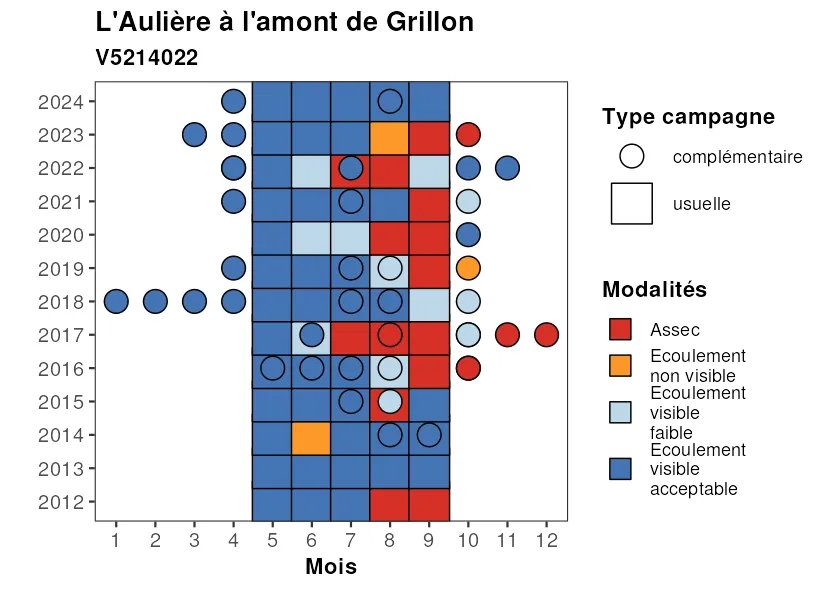 L'Aulière à l'amont de Grillon
V5214022
2024
2023
2022
2021
2020
2019
2018
2017
2016
2015
2014
2013
2012
1 2 3 4 5 6 7 8 9 10 11 12
Mois
Type campagne
complémentaire
usuelle
Modalités
Assec
Ecoulement
non visible
Ecoulement
visible
faible
Ecoulement
visible
acceptable